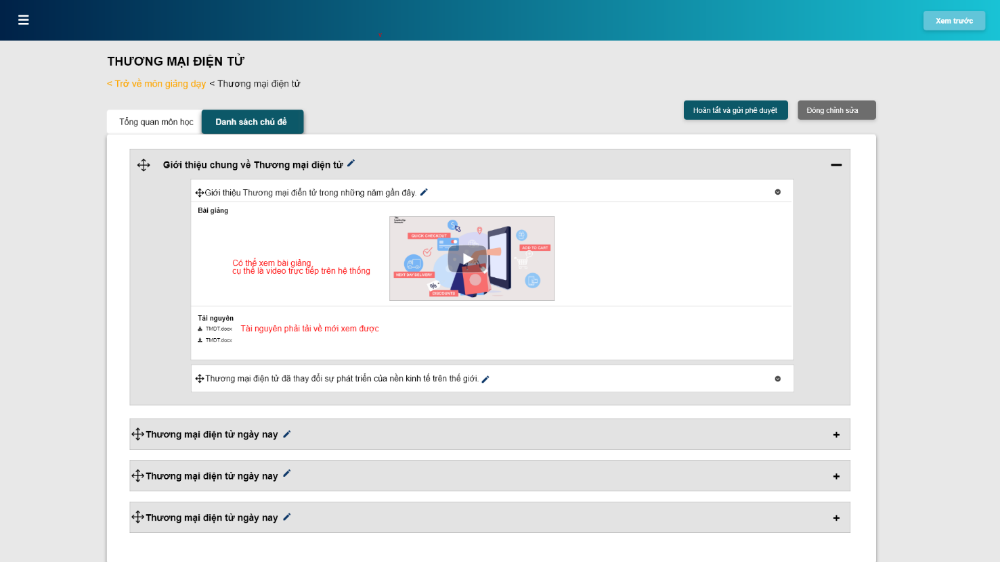 Xem trước
THƯƠNG MẠI ĐIỆN TỬ
< Trở về môn giảng dạy < Thương mại điện tử
Hoàn tất và gửi phê duyệt
Đóng chỉnh sửa
Tổng quan môn học
Danh sách chủ đề
Giới thiệu chung về Thương mại điện tử
Giới thiệu Thương mại điển tử trong những năm gần đây.
Bài giảng
The
Leadership
Network
QUICK CHECKOUT
ADD TO CART
NEXT DAY DELIVERY
DISCOUNTS
Có thể xem bài giảng
cụ thể là video trực tiếp trên hệ thống
Tài nguyên
TMDT.docx
Tài nguyên phải tải về mới xem được
TMDT.docx
Thương mại điện tử đã thay đổi sự phát triển của nền kinh tế trên thế giới.
Thương mại điện tử ngày nay
Thương mại điện tử ngày nay
Thương mại điện tử ngày nay